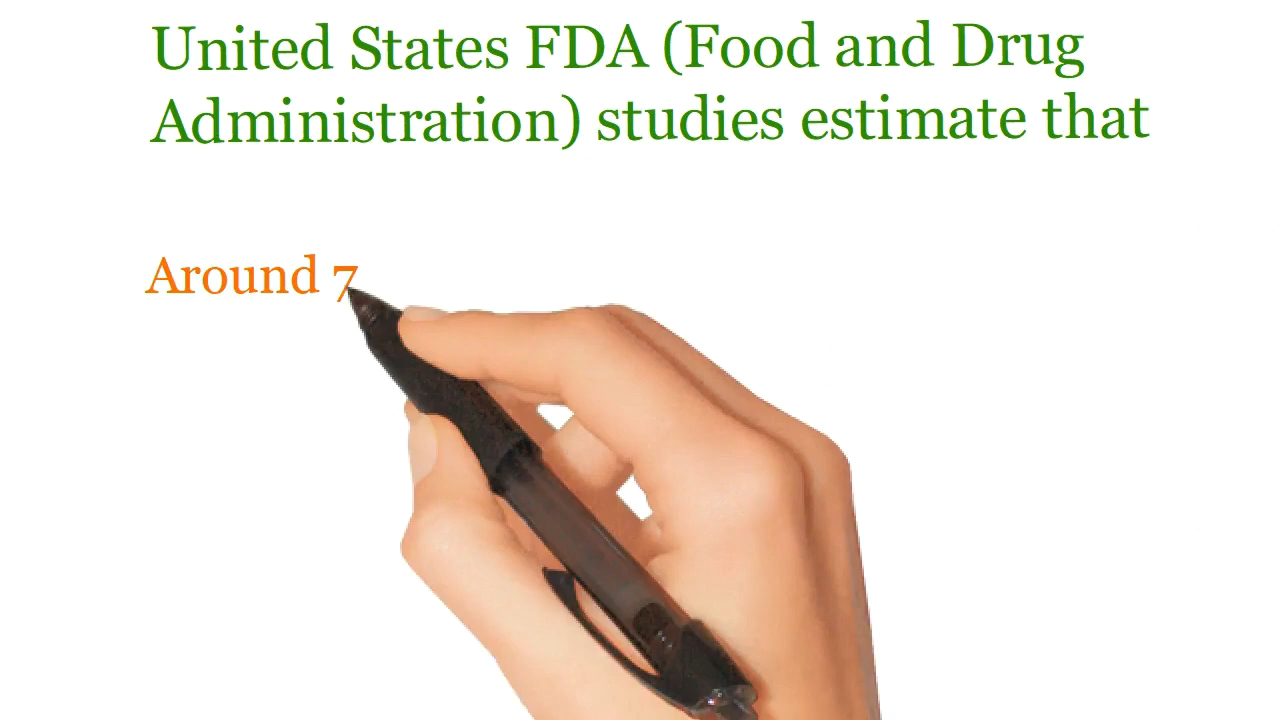 United States FDA (Food and Drug
Administration) studies estimate that
Around 7